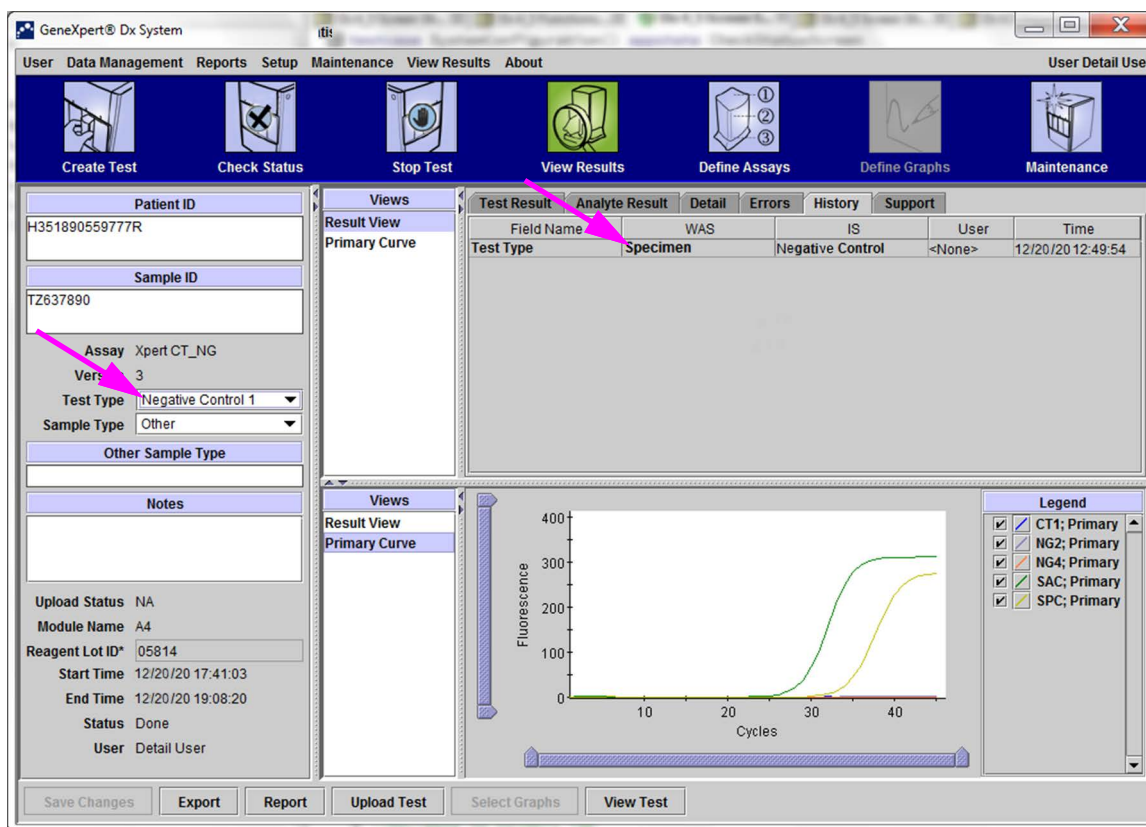 GeneXpert® Dx System
User Data Management Reports Setup Maintenance View Results About User Detail Use
Create Test Check Status Stop Test View Results Define Assays Define Graphs Maintenance
Patient ID
H351890559777R
Sample ID
TZ637890
Assay Xpert CT_NG
3
Test Type Negative Control 1
Sample Type Other
Other Sample Type
Notes
Upload Status NA
Module Name A4
Reagent Lot ID* 05814
Start Time 12/20/20 17:41:03
End Time 12/20/20 19:08:20
Status Done
User Detail User
Views
Result View
Primary Curve
Test Result Analyte Result Detail Errors History Support
Field Name WAS IS User Time
Test Type Specimen Negative Control <None> 12/20/20 12:49:54
Views
Result View
Primary Curve
400
300
200
100
0
Fluorescence
10 20 30 40
Cycles
Legend
CT1; Primary
NG2; Primary
NG4; Primary
SAC; Primary
SPC; Primary
Save Changes Export Report Upload Test Select Graphs View Test